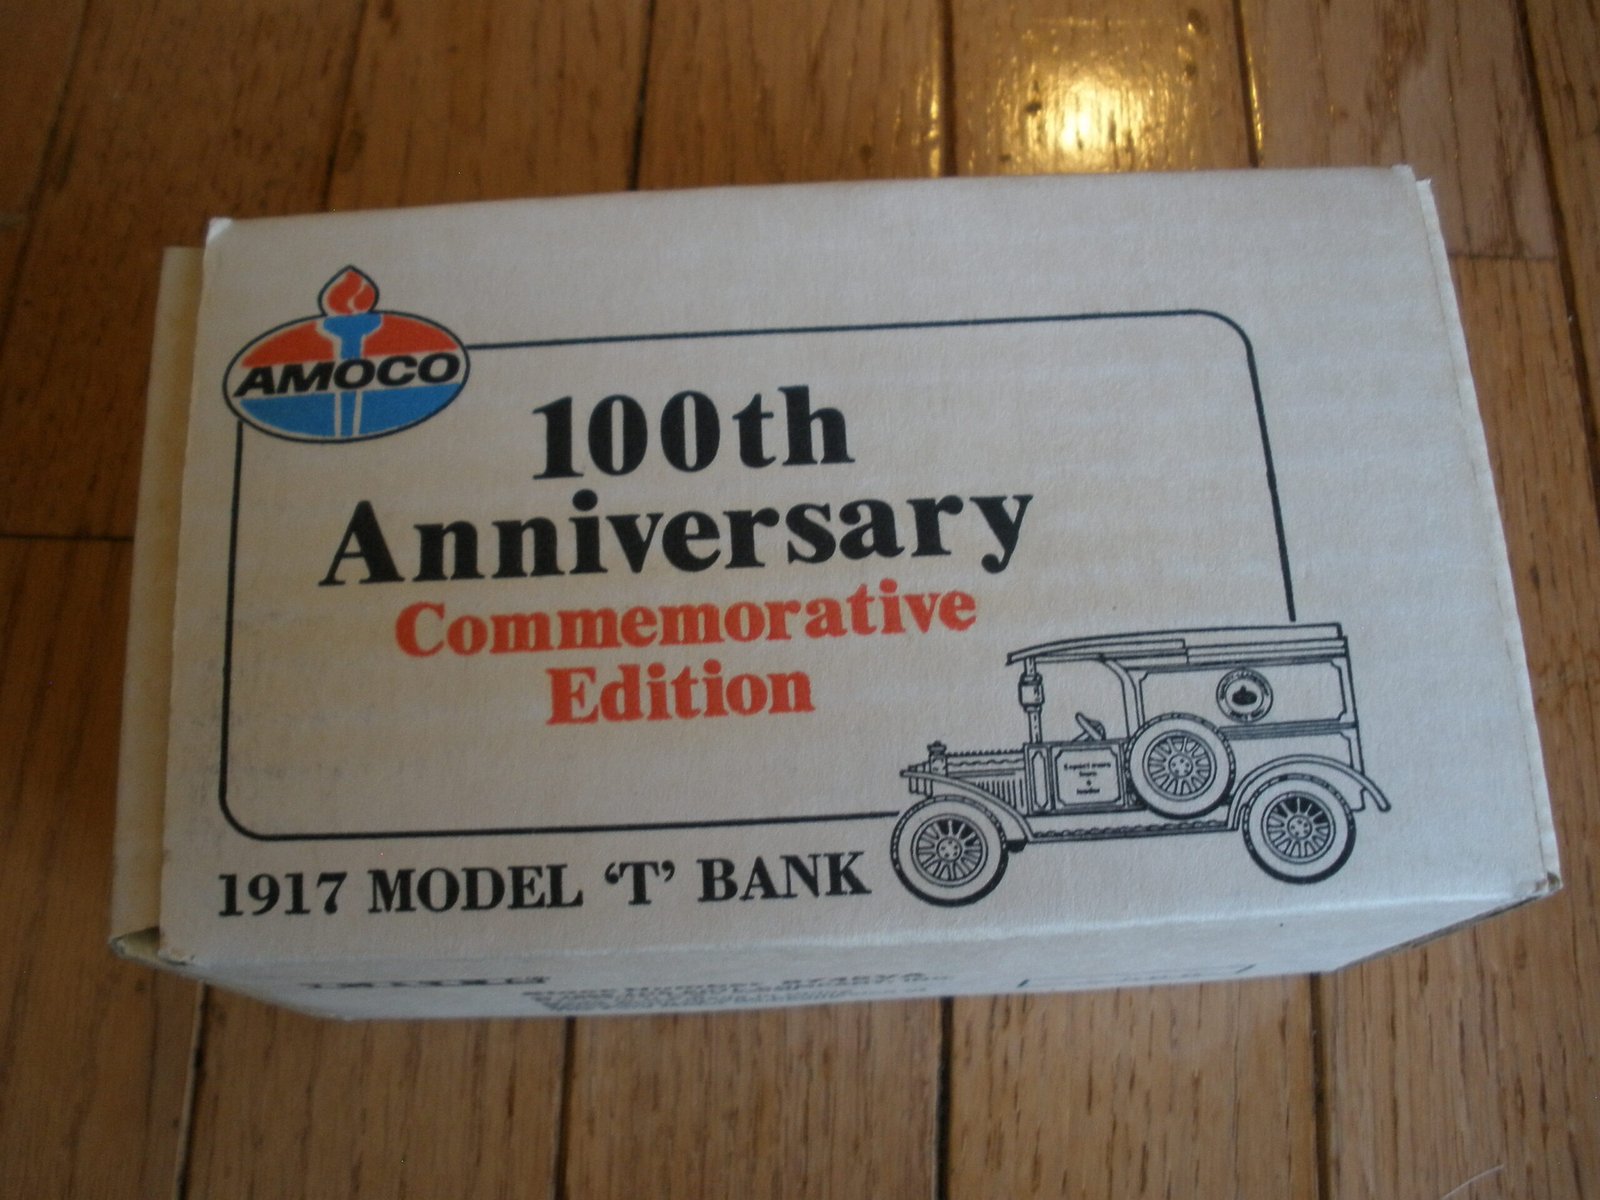 AMOCO
100th
Anniversary
Commemorative
Edition
1917 MODEL ‘T’ BANK